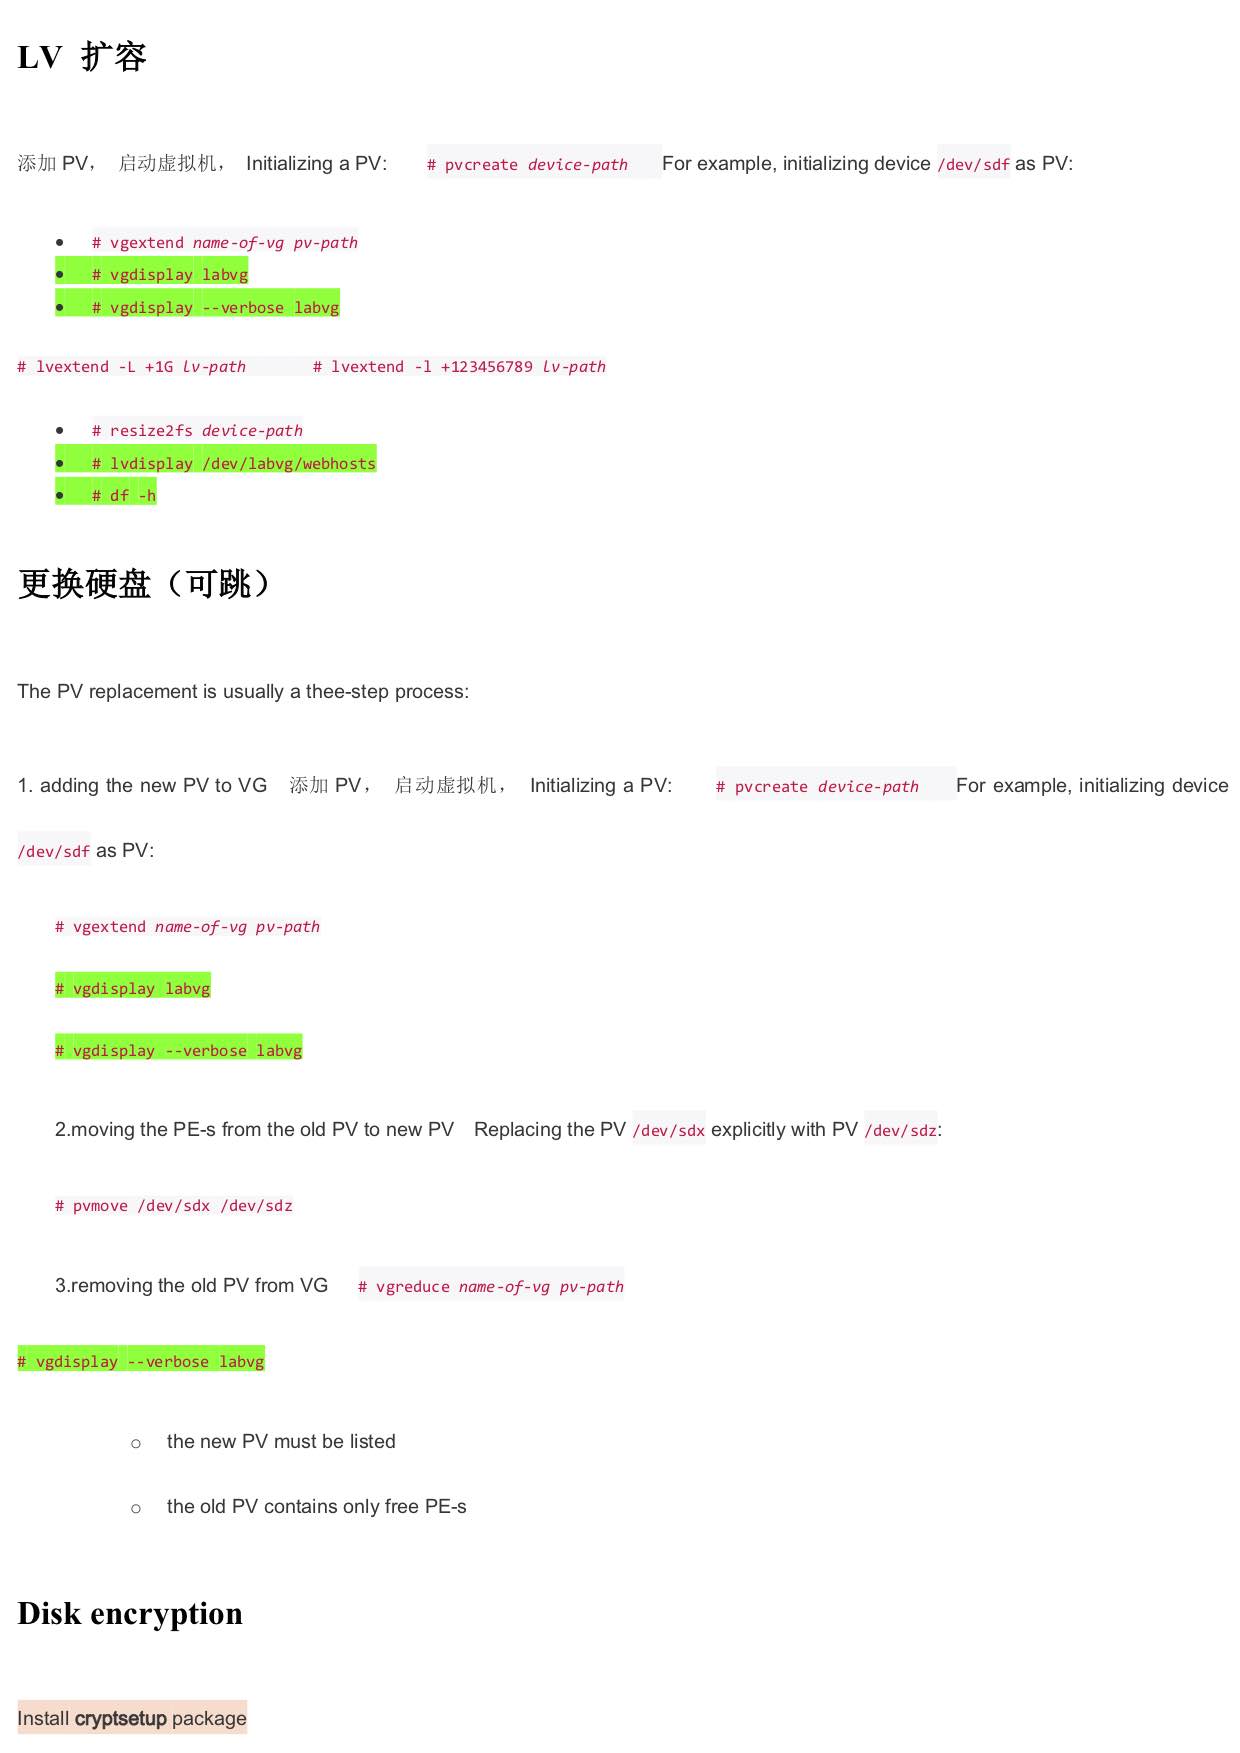 LV 扩容
添加 PV， 启动虚拟机， Initializing a PV: # pvcreate device-path For example, initializing device /dev/sdf as PV:
• # vgextend name-of-vg pv-path
• # vgdisplay labvg
• # vgdisplay --verbose labvg
# lvextend -L +1G lv-path # lvextend -l +123456789 lv-path
• # resize2fs device-path
• # lvdisplay /dev/labvg/webhosts
• # df -h
更换硬盘（可跳）
The PV replacement is usually a thee-step process:
1. adding the new PV to VG 添加 PV， 启动虚拟机， Initializing a PV: # pvcreate device-path For example, initializing device
/dev/sdf as PV:
# vgextend name-of-vg pv-path
# vgdisplay labvg
# vgdisplay --verbose labvg
2.moving the PE-s from the old PV to new PV Replacing the PV /dev/sdx explicitly with PV /dev/sdz:
# pvmove /dev/sdx /dev/sdz
3.removing the old PV from VG # vgreduce name-of-vg pv-path
# vgdisplay --verbose labvg
○ the new PV must be listed
○ the old PV contains only free PE-s
Disk encryption
Install cryptsetup package